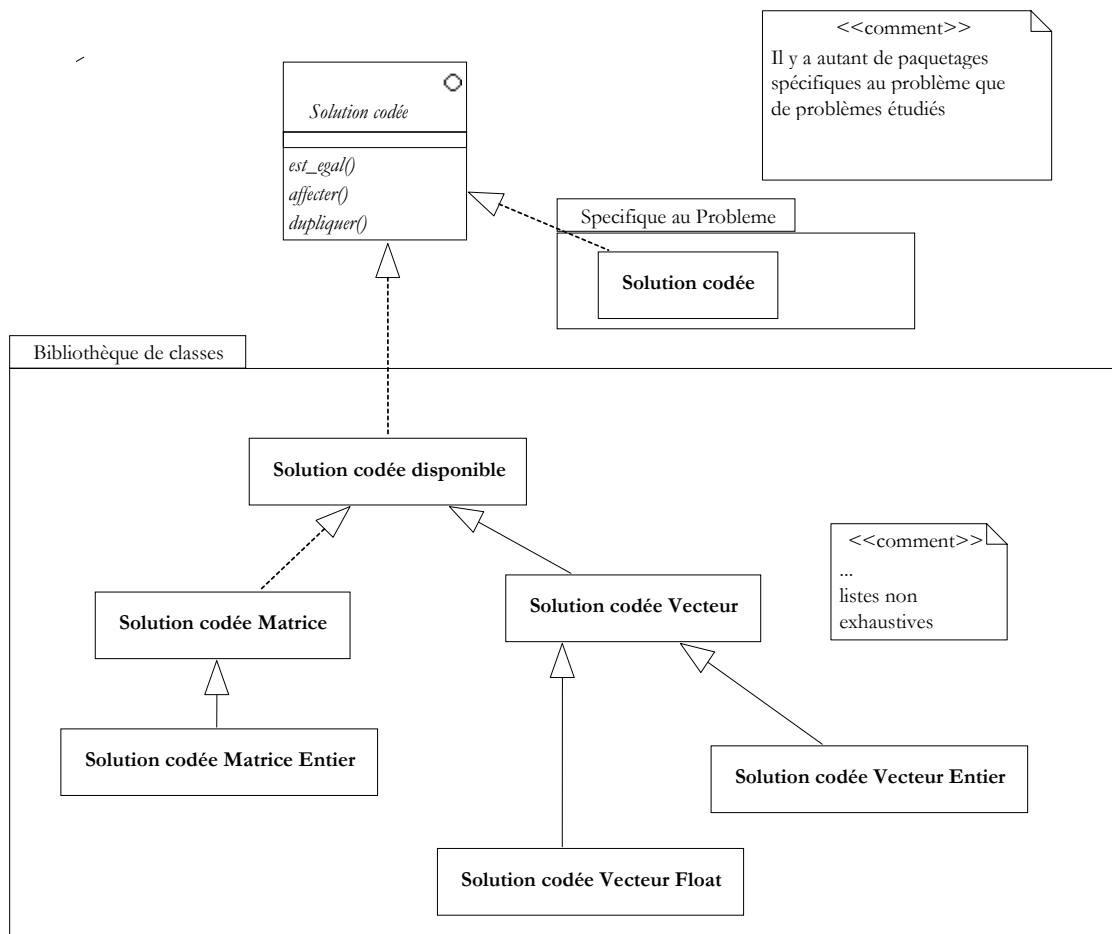 <<comment>>
Il y a autant de paquetages
spécifiques au problème que
de problèmes étudiés
Solution codée
est_egal()
affecter()
dupliquer()
Specifique au Probleme
Solution codée
Bibliothèque de classes
Solution codée disponible
<<comment>>
...
listes non
exhaustives
Solution codée Matrice
Solution codée Vecteur
Solution codée Matrice Entier
Solution codée Vecteur Entier
Solution codée Vecteur Float